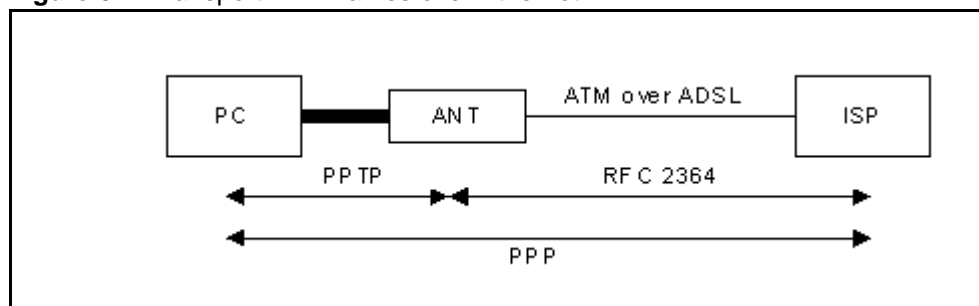 PC
ANT
ATM over ADSL
ISP
PPTP
RFC 2364
PPP